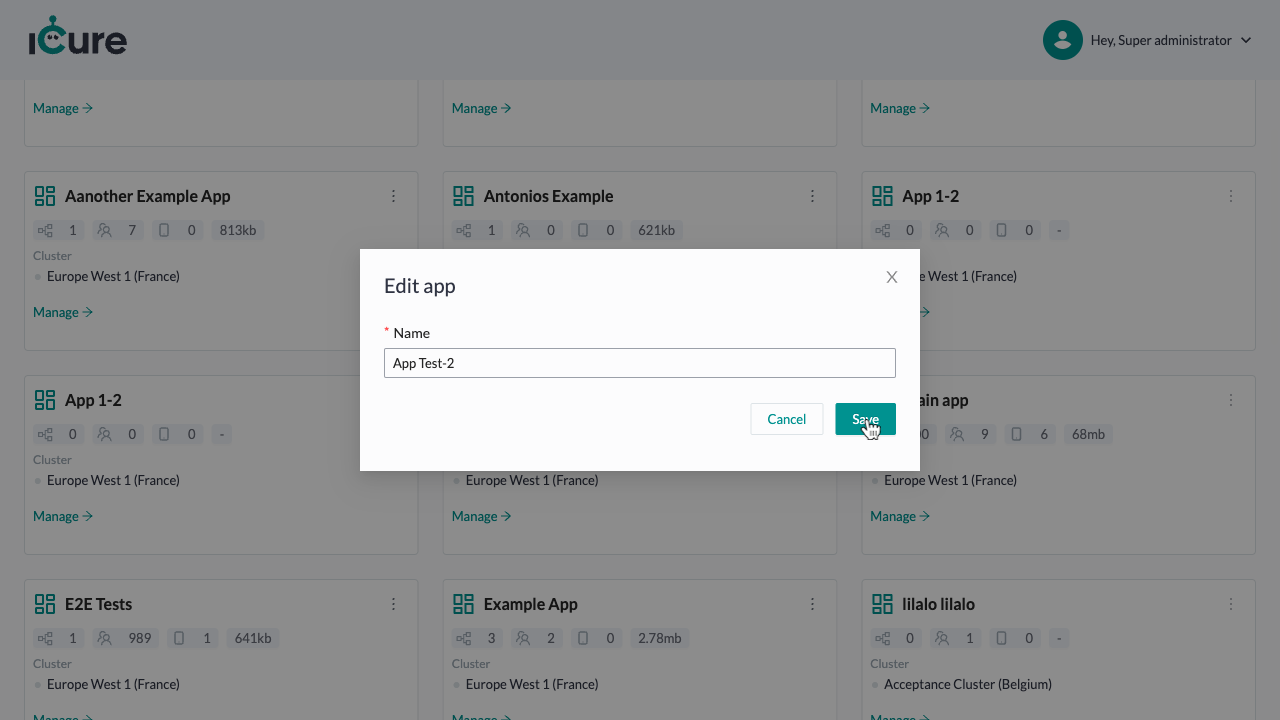 iCure
Hey, Super administrator
Manage
Manage
Manage
Aanother Example App
Antonios Example
App 1-2
1 7 0 813kb
1 0 0 621kb
0 0 0 -
Cluster
Europe West 1 (France)
e West 1 (France)
Manage
Edit app
* Name
App Test-2
Cancel
Save
App 1-2
ain app
0 0 0 -
00 9 6 68mb
Cluster
Europe West 1 (France)
Europe West 1 (France)
Europe West 1 (France)
Manage
Manage
Manage
E2E Tests
Example App
lilalo lilalo
1 989 1 641kb
3 2 0 2.78mb
0 1 0 -
Cluster
Cluster
Cluster
Europe West 1 (France)
Europe West 1 (France)
Acceptance Cluster (Belgium)
Manage
Manage
Manage